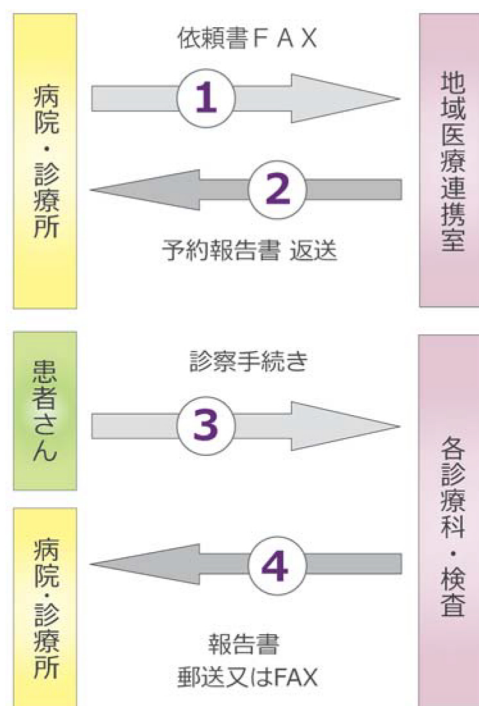 依頼書ＦＡＸ
病院・診療所
1
地域医療連携室
2
予約報告書 返送
患者さん
診察手続き
3
各診療科・検査
病院・診療所
4
報告書
郵送又はFAX